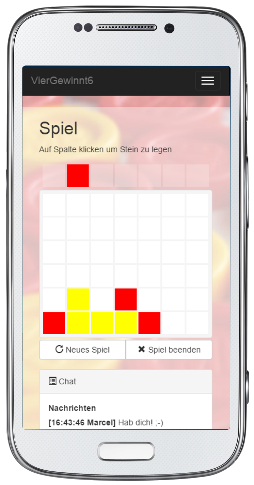 VierGewinnt6
Spiel
Auf Spalte klicken um Stein zu legen
Neues Spiel
Spiel beenden
Chat
Nachrichten
[16:43:46 Marcel] Hab dich! ;-)